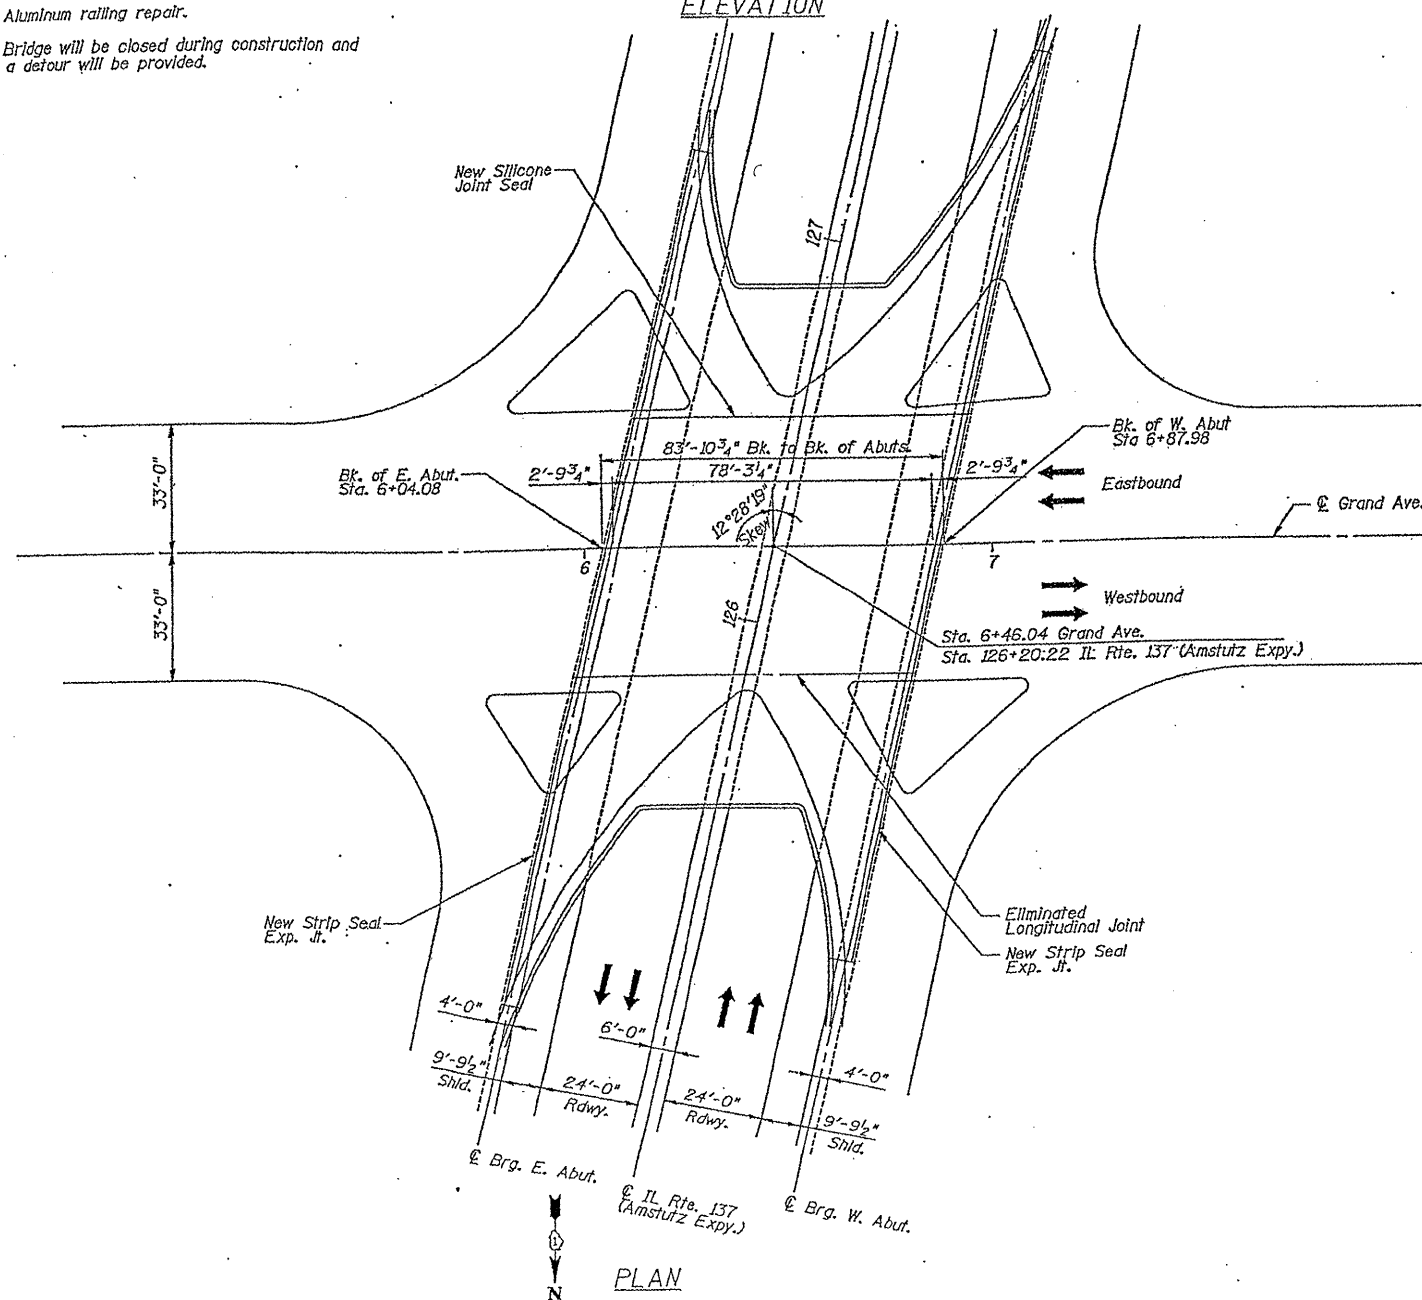 ELEVATION
Aluminum railing repair.
Bridge will be closed during construction and
a detour will be provided.
New Silicone
Joint Seal
127
Bk. of W. Abut
Sta 6+87.98
83'-10¾" Bk. to Bk. of Abuts.
Bk. of E. Abut.
Sta. 6+04.08
2'-9¾"
78'-3¼"
2'-9¾"
Eastbound
33'-0"
12°28'19"
Skew
℄ Grand Ave.
6
7
33'-0"
Westbound
126
Sta. 6+46.04 Grand Ave.
Sta. 126+20.22 IL Rte. 137 (Amstutz Expy.)
New Strip Seal
Exp. Jt.
Eliminated
Longitudinal Joint
New Strip Seal
Exp. Jt.
4'-0"
6'-0"
4'-0"
9'-9½"
Shld.
24'-0"
Rdwy.
24'-0"
Rdwy.
9'-9½"
Shld.
℄ Brg. E. Abut.
℄ IL Rte. 137
(Amstutz Expy.)
℄ Brg. W. Abut.
1
N
PLAN